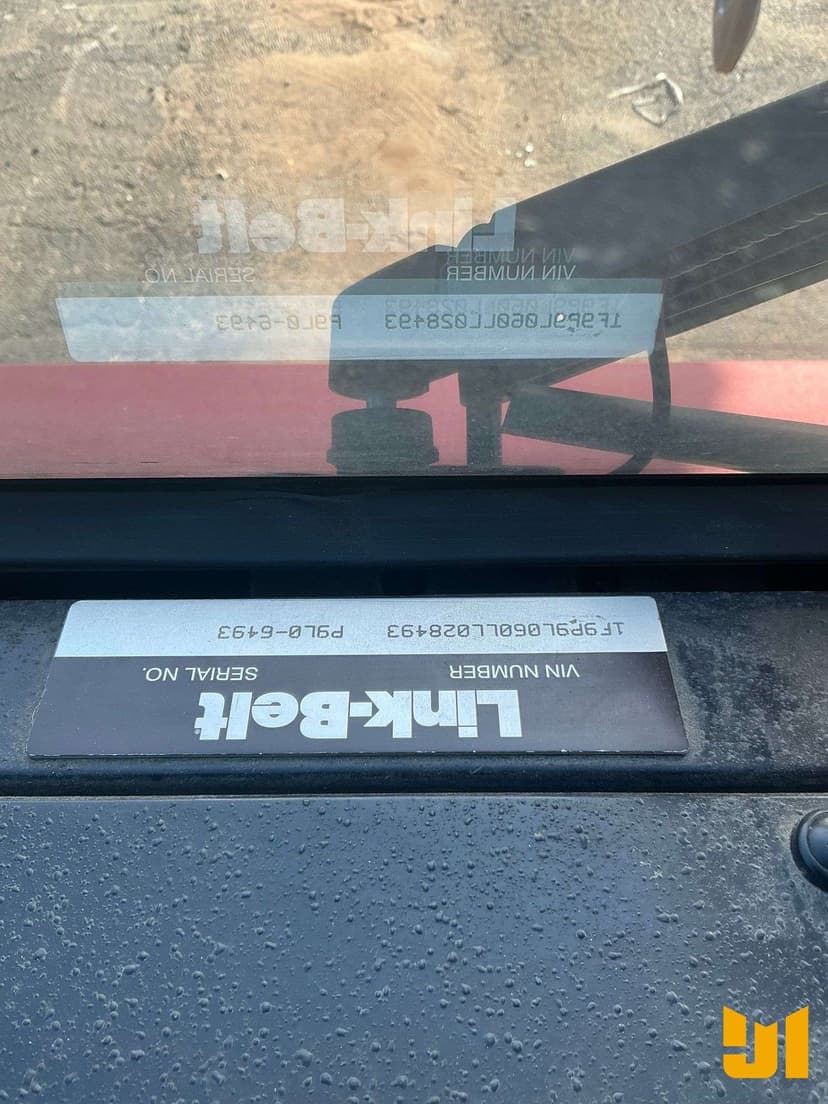 Link-Belt
VIN NUMBER SERIAL NO.
1F9P9L060LL028493 P9L0-6493